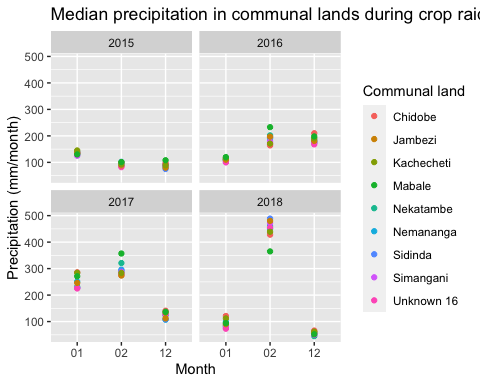 Median precipitation in communal lands during crop raid
2015
2016
500
400
300
200
100
2017
2018
500
400
300
200
100
01
02
12
01
02
12
Month
Precipitation (mm/month)
Communal land
Chidobe
Jambezi
Kachecheti
Mabale
Nekatambe
Nemananga
Sidinda
Simangani
Unknown 16